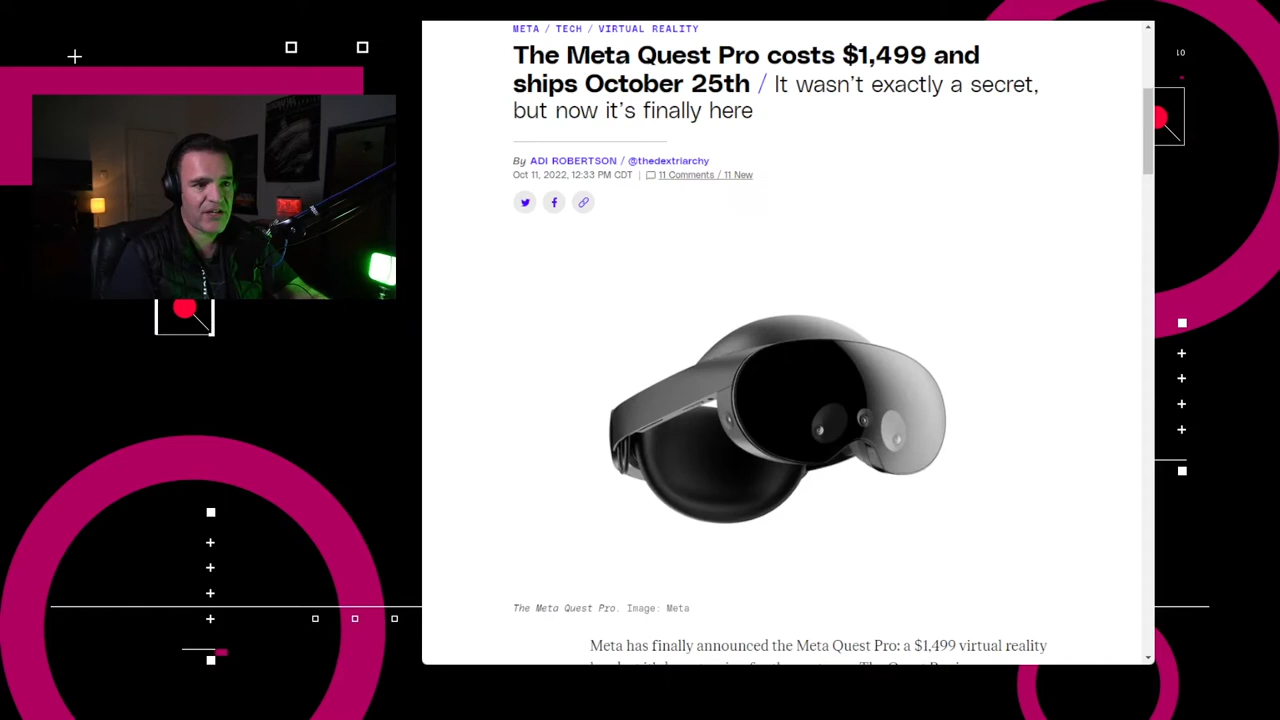 META / TECH / VIRTUAL REALITY
The Meta Quest Pro costs $1,499 and
ships October 25th / It wasn't exactly a secret,
but now it's finally here
By ADI ROBERTSON / @thedextriarchy
Oct 11, 2022, 12:33 PM CDT | 11 Comments / 11 New
The Meta Quest Pro. Image: Meta
Meta has finally announced the Meta Quest Pro: a $1,499 virtual reality